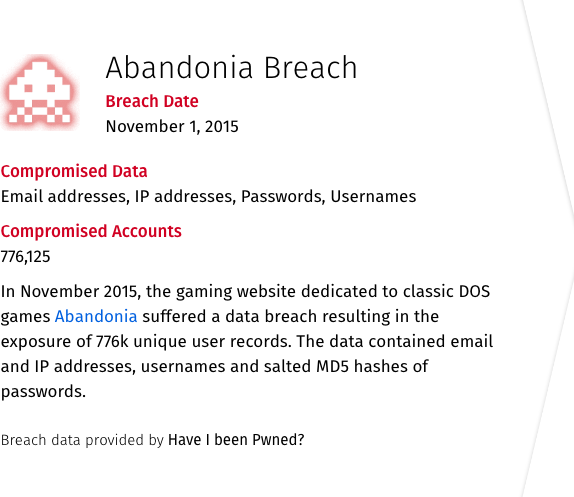 Abandonia Breach
Breach Date
November 1, 2015
Compromised Data
Email addresses, IP addresses, Passwords, Usernames
Compromised Accounts
776,125
In November 2015, the gaming website dedicated to classic DOS
games Abandonia suffered a data breach resulting in the
exposure of 776k unique user records. The data contained email
and IP addresses, usernames and salted MD5 hashes of
passwords.
Breach data provided by Have I been Pwned?